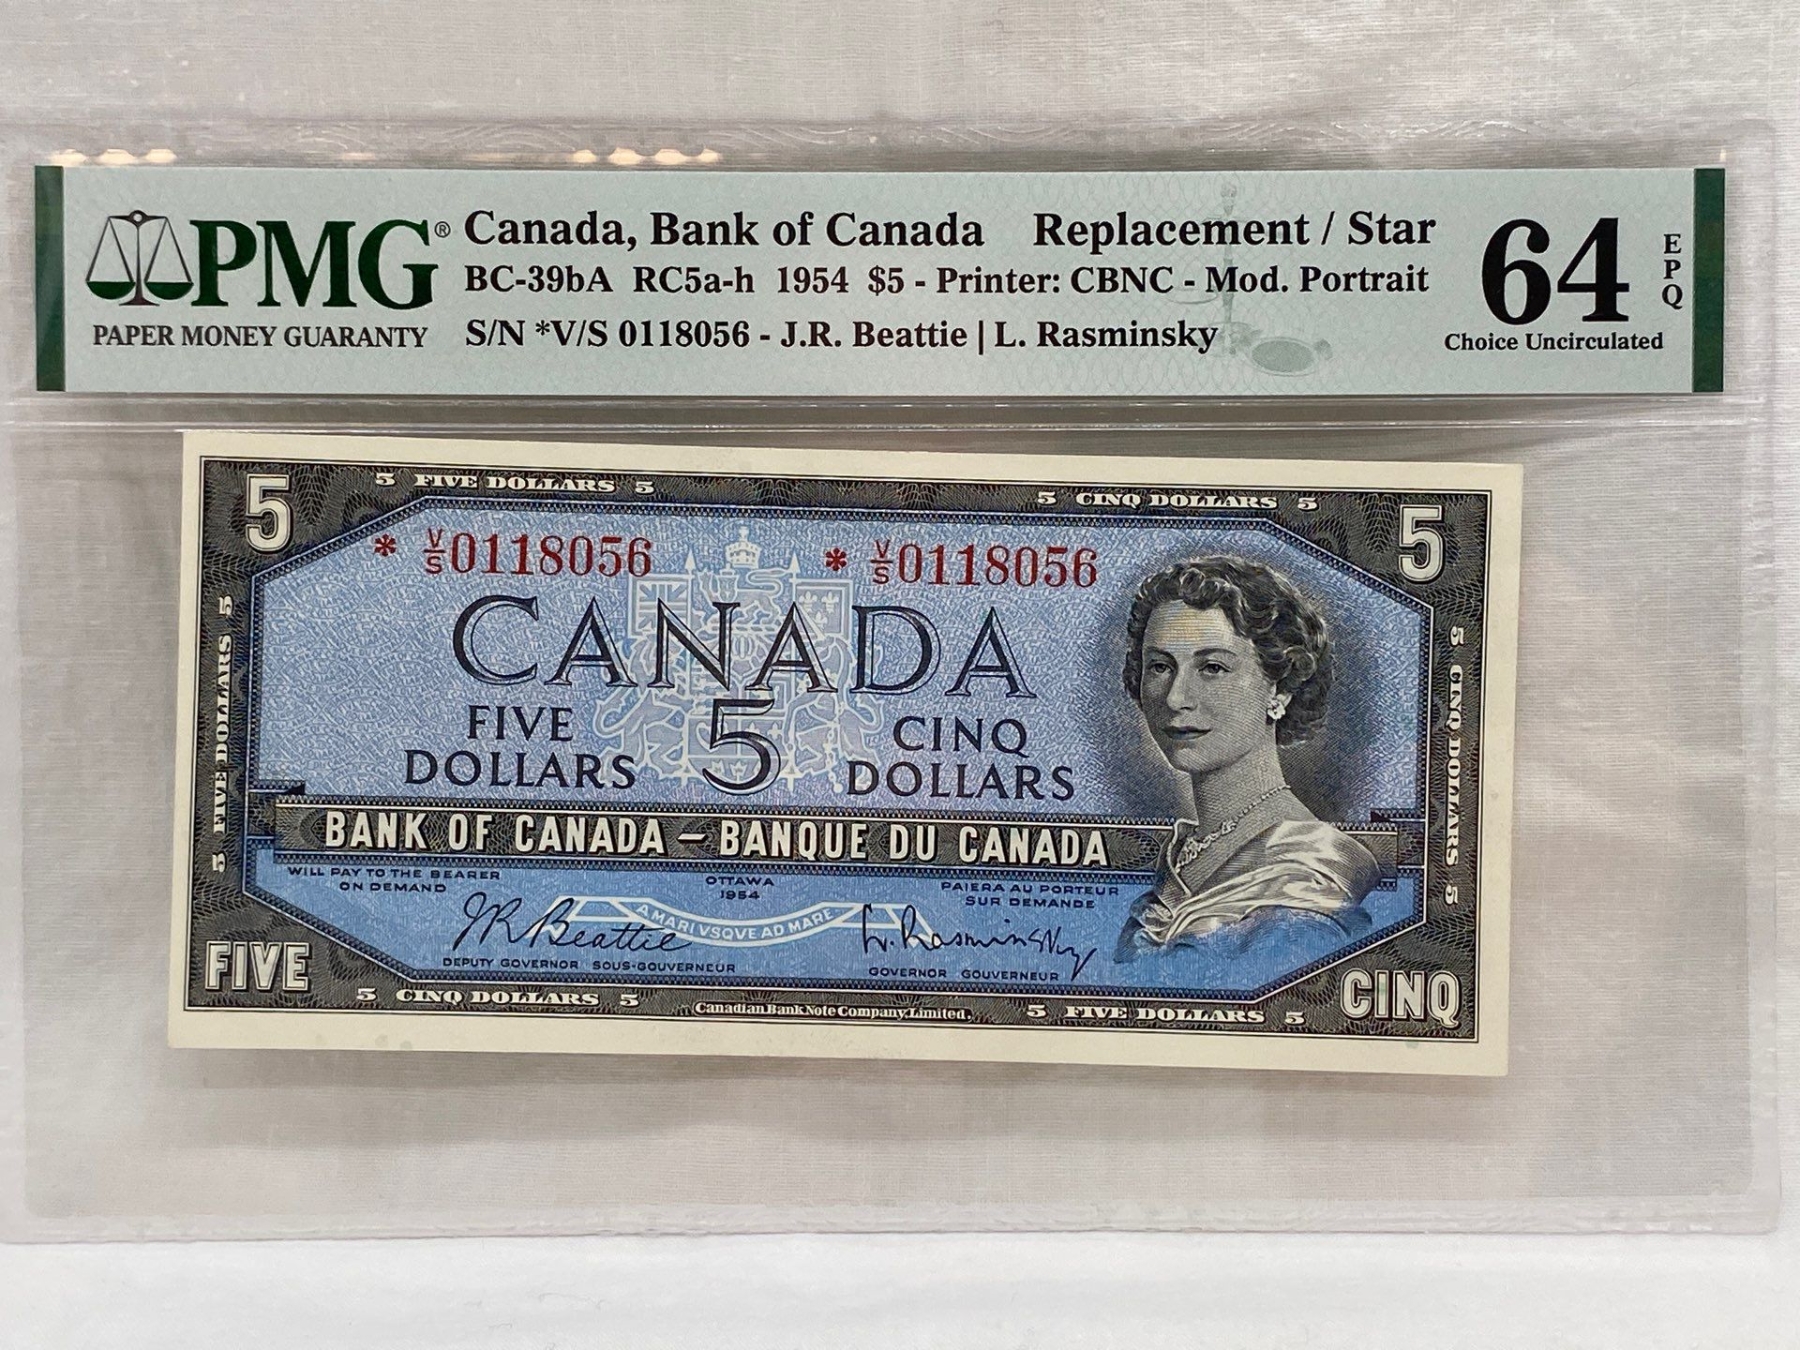 PMG® Canada, Bank of Canada Replacement / Star 64 EPQ
BC-39bA RC5a-h 1954 $5 - Printer: CBNC - Mod. Portrait
PAPER MONEY GUARANTY S/N *V/S 0118056 - J.R. Beattie | L. Rasminsky Choice Uncirculated
5 5 FIVE DOLLARS 5 5 CINQ DOLLARS 5 5
* V/S 0118056 * V/S 0118056
CANADA
FIVE DOLLARS 5 CINQ DOLLARS
5 FIVE DOLLARS 5
5 CINQ DOLLARS 5
BANK OF CANADA – BANQUE DU CANADA
WILL PAY TO THE BEARER ON DEMAND
OTTAWA 1954
PAIERA AU PORTEUR SUR DEMANDE
A MARI VSQVE AD MARE
JR Beattie L. Rasminsky
DEPUTY GOVERNOR SOUS-GOUVERNEUR GOVERNOR GOUVERNEUR
FIVE CINQ
5 CINQ DOLLARS 5 Canadian Bank Note Company, Limited. 5 FIVE DOLLARS 5